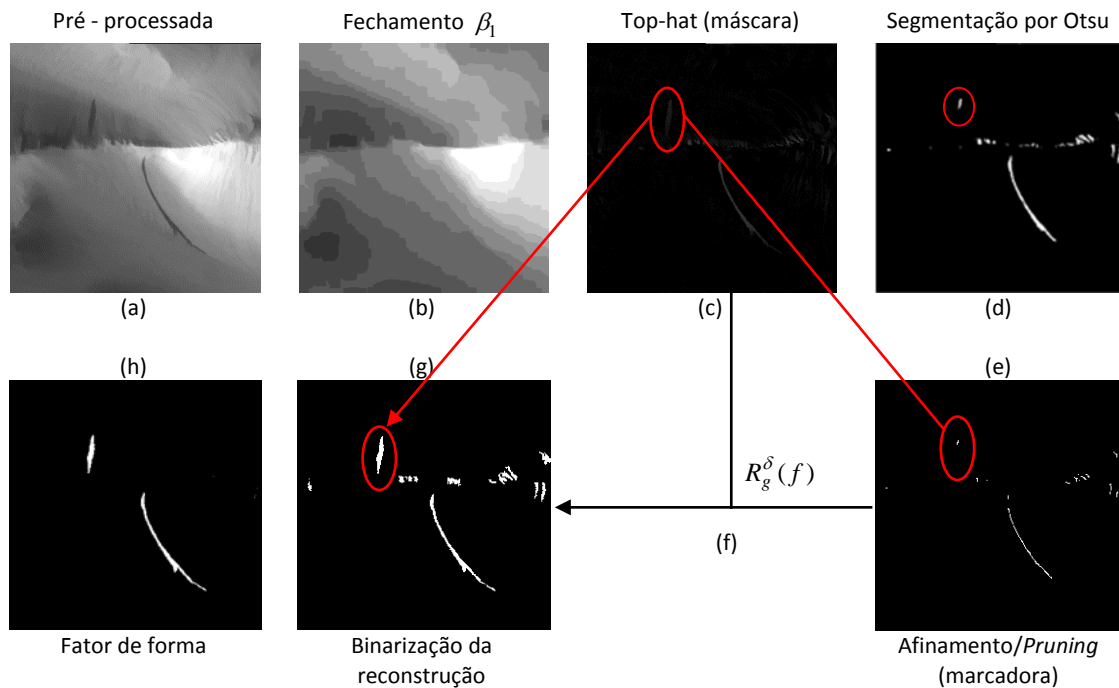 Pré - processada
Fechamento β₁
Top-hat (máscara)
Segmentação por Otsu
(a)
(b)
(c)
(d)
(h)
(g)
(e)
R_g^δ(f)
(f)
Fator de forma
Binarização da
reconstrução
Afinamento/Pruning
(marcadora)